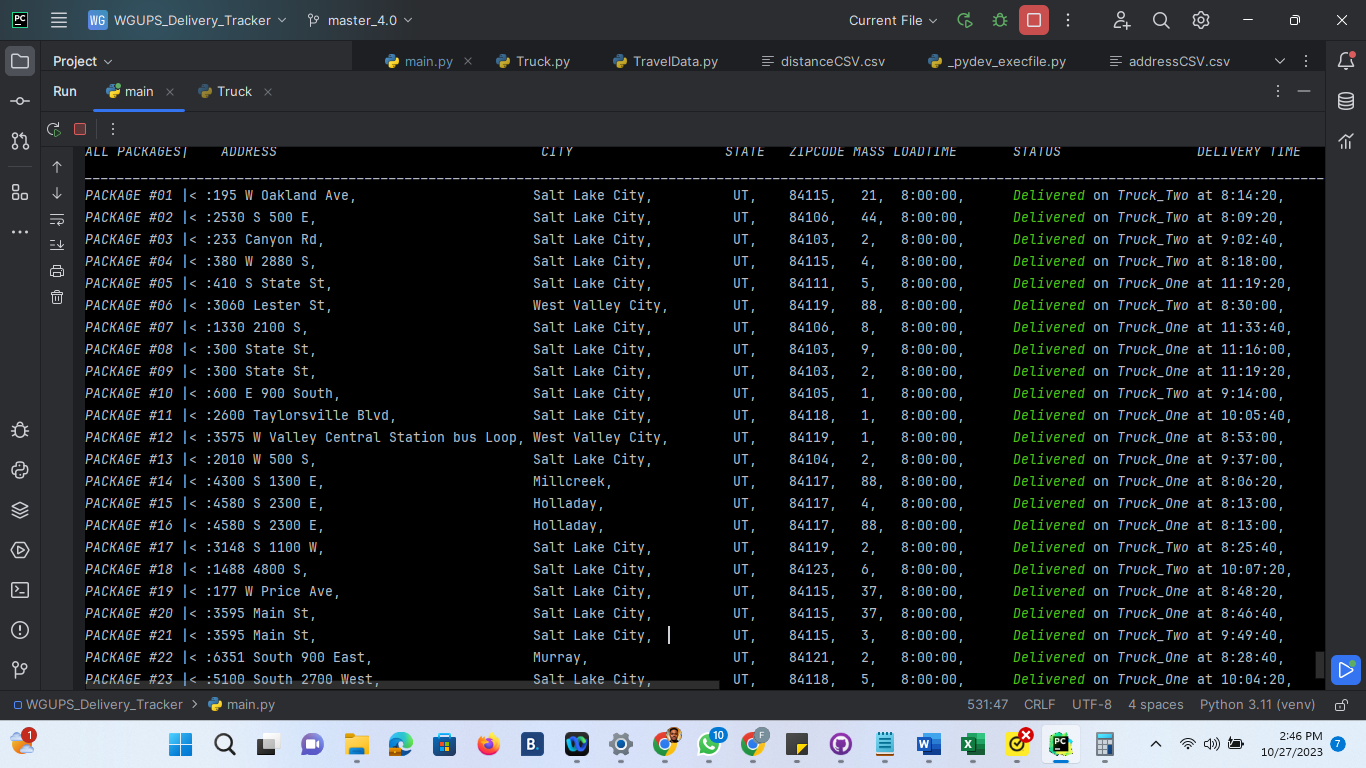 PC WG WGUPS_Delivery_Tracker master_4.0 Current File
Project main.py Truck.py TravelData.py distanceCSV.csv _pydev_execfile.py addressCSV.csv
Run main Truck
ALL PACKAGES| ADDRESS CITY STATE ZIPCODE MASS LOADTIME STATUS DELIVERY TIME
PACKAGE #01 |< :195 W Oakland Ave, Salt Lake City, UT, 84115, 21, 8:00:00, Delivered on Truck_Two at 8:14:20,
PACKAGE #02 |< :2530 S 500 E, Salt Lake City, UT, 84106, 44, 8:00:00, Delivered on Truck_Two at 8:09:20,
PACKAGE #03 |< :233 Canyon Rd, Salt Lake City, UT, 84103, 2, 8:00:00, Delivered on Truck_Two at 9:02:40,
PACKAGE #04 |< :380 W 2880 S, Salt Lake City, UT, 84115, 4, 8:00:00, Delivered on Truck_Two at 8:18:00,
PACKAGE #05 |< :410 S State St, Salt Lake City, UT, 84111, 5, 8:00:00, Delivered on Truck_One at 11:19:20,
PACKAGE #06 |< :3060 Lester St, West Valley City, UT, 84119, 88, 8:00:00, Delivered on Truck_Two at 8:30:00,
PACKAGE #07 |< :1330 2100 S, Salt Lake City, UT, 84106, 8, 8:00:00, Delivered on Truck_One at 11:33:40,
PACKAGE #08 |< :300 State St, Salt Lake City, UT, 84103, 9, 8:00:00, Delivered on Truck_One at 11:16:00,
PACKAGE #09 |< :300 State St, Salt Lake City, UT, 84103, 2, 8:00:00, Delivered on Truck_One at 11:19:20,
PACKAGE #10 |< :600 E 900 South, Salt Lake City, UT, 84105, 1, 8:00:00, Delivered on Truck_One at 9:14:00,
PACKAGE #11 |< :2600 Taylorsville Blvd, Salt Lake City, UT, 84118, 1, 8:00:00, Delivered on Truck_One at 10:05:40,
PACKAGE #12 |< :3575 W Valley Central Station bus Loop, West Valley City, UT, 84119, 1, 8:00:00, Delivered on Truck_One at 8:53:00,
PACKAGE #13 |< :2010 W 500 S, Salt Lake City, UT, 84104, 2, 8:00:00, Delivered on Truck_One at 9:37:00,
PACKAGE #14 |< :4300 S 1300 E, Millcreek, UT, 84117, 88, 8:00:00, Delivered on Truck_One at 8:06:20,
PACKAGE #15 |< :4580 S 2300 E, Holladay, UT, 84117, 4, 8:00:00, Delivered on Truck_One at 8:13:00,
PACKAGE #16 |< :4580 S 2300 E, Holladay, UT, 84117, 88, 8:00:00, Delivered on Truck_One at 8:13:00,
PACKAGE #17 |< :3148 S 1100 W, Salt Lake City, UT, 84119, 2, 8:00:00, Delivered on Truck_Two at 8:25:40,
PACKAGE #18 |< :1488 4800 S, Salt Lake City, UT, 84123, 6, 8:00:00, Delivered on Truck_Two at 10:07:20,
PACKAGE #19 |< :177 W Price Ave, Salt Lake City, UT, 84115, 37, 8:00:00, Delivered on Truck_One at 8:48:20,
PACKAGE #20 |< :3595 Main St, Salt Lake City, UT, 84115, 37, 8:00:00, Delivered on Truck_One at 8:46:40,
PACKAGE #21 |< :3595 Main St, Salt Lake City, UT, 84115, 3, 8:00:00, Delivered on Truck_Two at 9:49:40,
PACKAGE #22 |< :6351 South 900 East, Murray, UT, 84121, 2, 8:00:00, Delivered on Truck_One at 8:28:40,
PACKAGE #23 |< :5100 South 2700 West, Salt Lake City, UT, 84118, 5, 8:00:00, Delivered on Truck_One at 10:04:20,
WGUPS_Delivery_Tracker > main.py 531:47 CRLF UTF-8 4 spaces Python 3.11 (venv)
1 B. 10 F W X PC 2:46 PM 7
10/27/2023